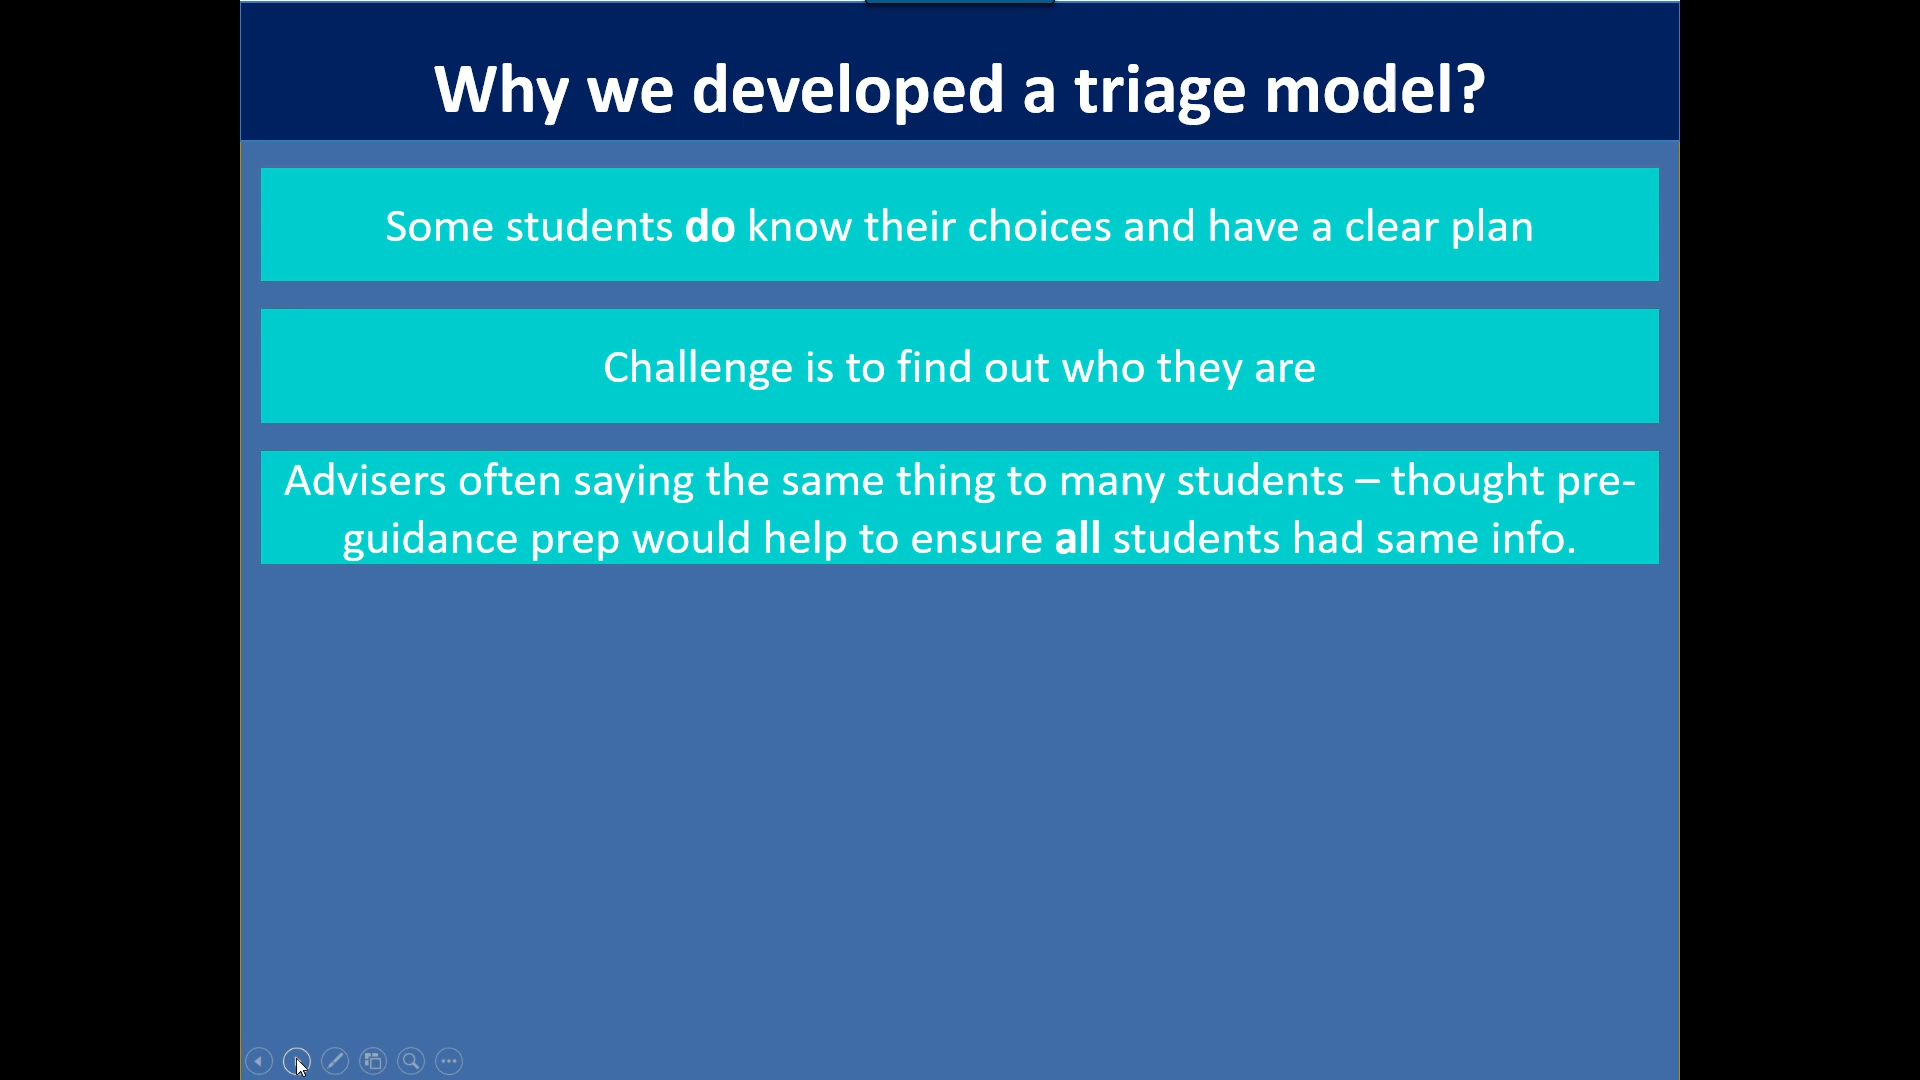 Why we developed a triage model?
Some students do know their choices and have a clear plan
Challenge is to find out who they are
Advisers often saying the same thing to many students – thought pre-
guidance prep would help to ensure all students had same info.